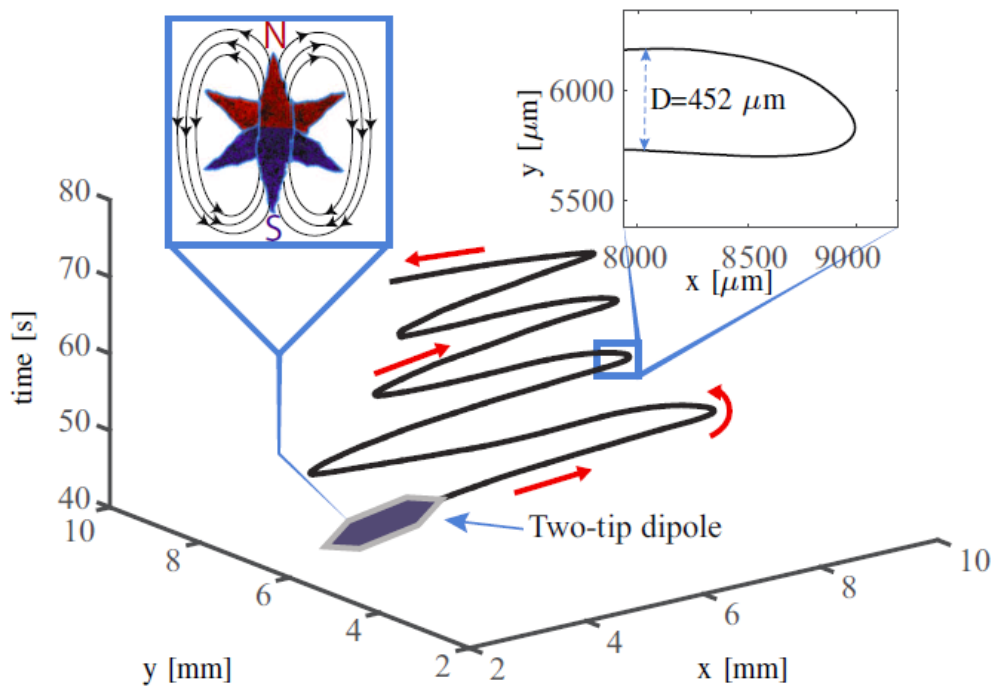 N
S
6000
5500
y [μm]
D=452 μm
8000 8500 9000
x [μm]
80
70
60
50
40
time [s]
10
8
6
4
2
y [mm]
2
4
6
8
10
x [mm]
Two-tip dipole